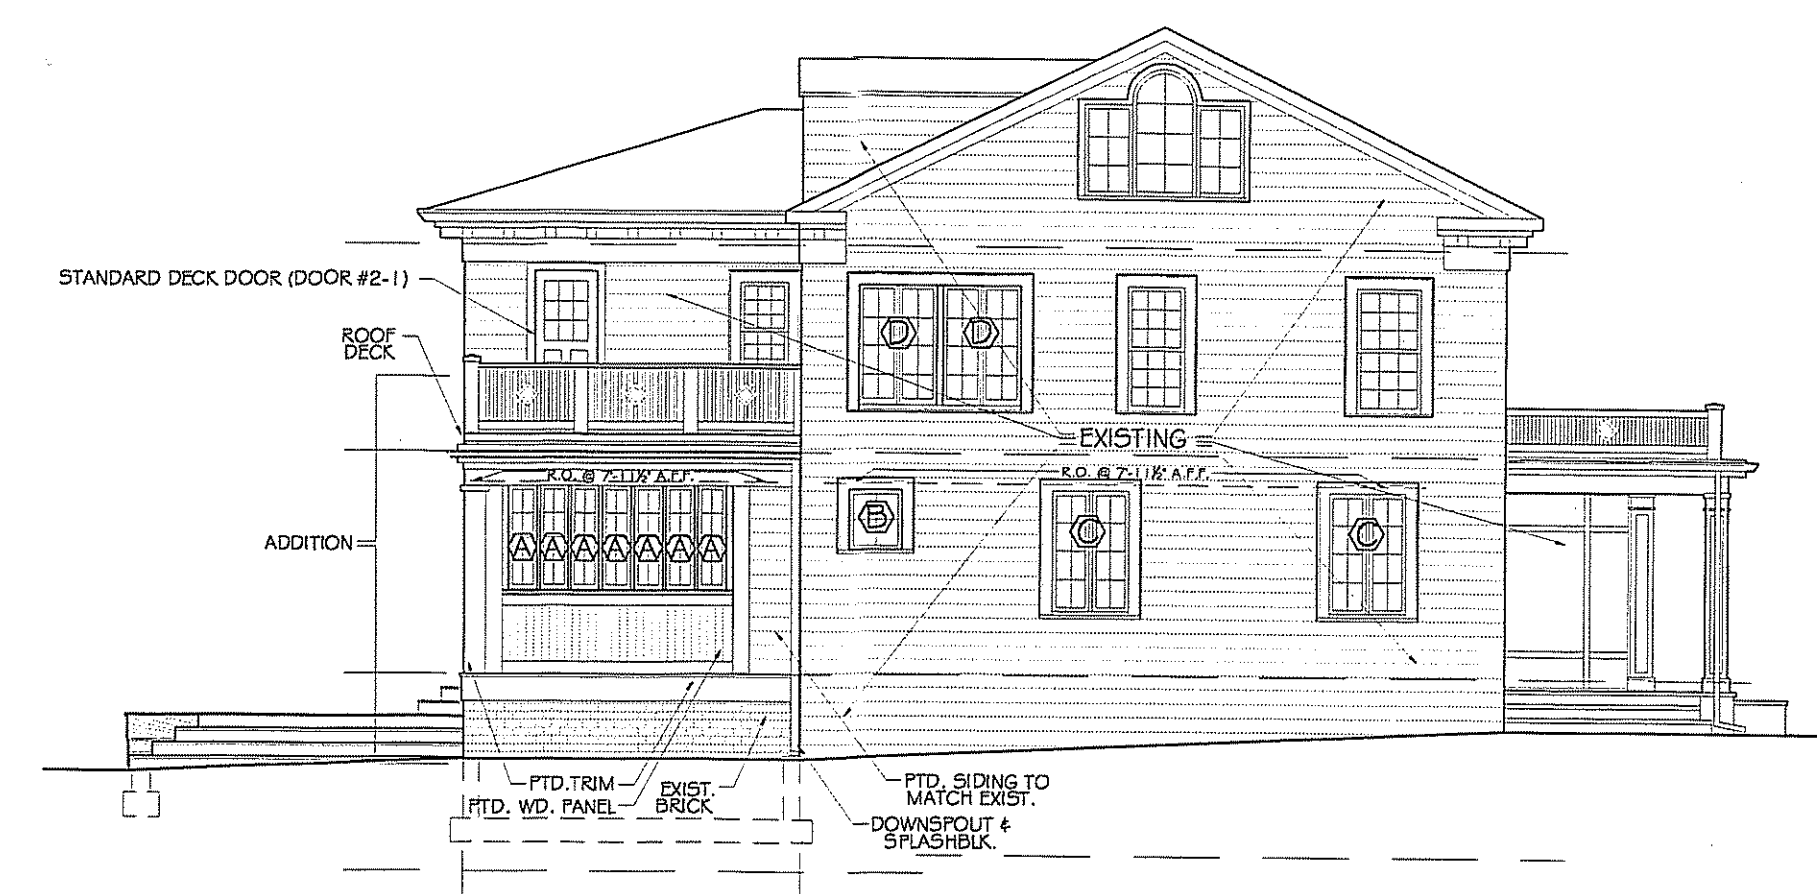 STANDARD DECK DOOR (DOOR #2-1)
ROOF
DECK
D D
EXISTING
R.O. @ 7'-11½" A.F.F.
R.O. @ 7'-11½" A.F.F.
ADDITION
A A A A A A A
B
C
C
PTD. TRIM
PTD. WD. PANEL
EXIST.
BRICK
PTD. SIDING TO
MATCH EXIST.
DOWNSPOUT &
SPLASHBLK.